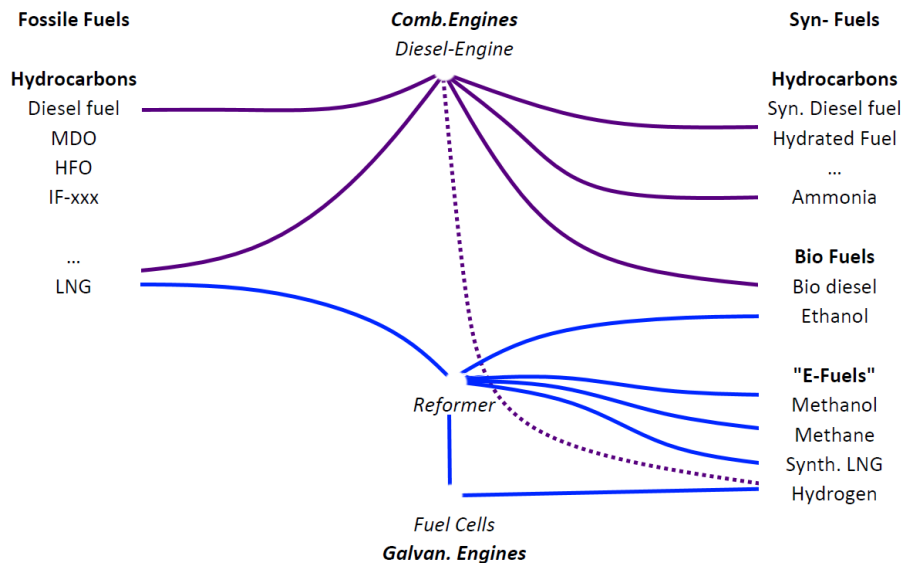 Fossile Fuels
Hydrocarbons
Diesel fuel
MDO
HFO
IF-xxx
...
LNG
Comb.Engines
Diesel-Engine
Reformer
Fuel Cells
Galvan. Engines
Syn- Fuels
Hydrocarbons
Syn. Diesel fuel
Hydrated Fuel
...
Ammonia
Bio Fuels
Bio diesel
Ethanol
"E-Fuels"
Methanol
Methane
Synth. LNG
Hydrogen